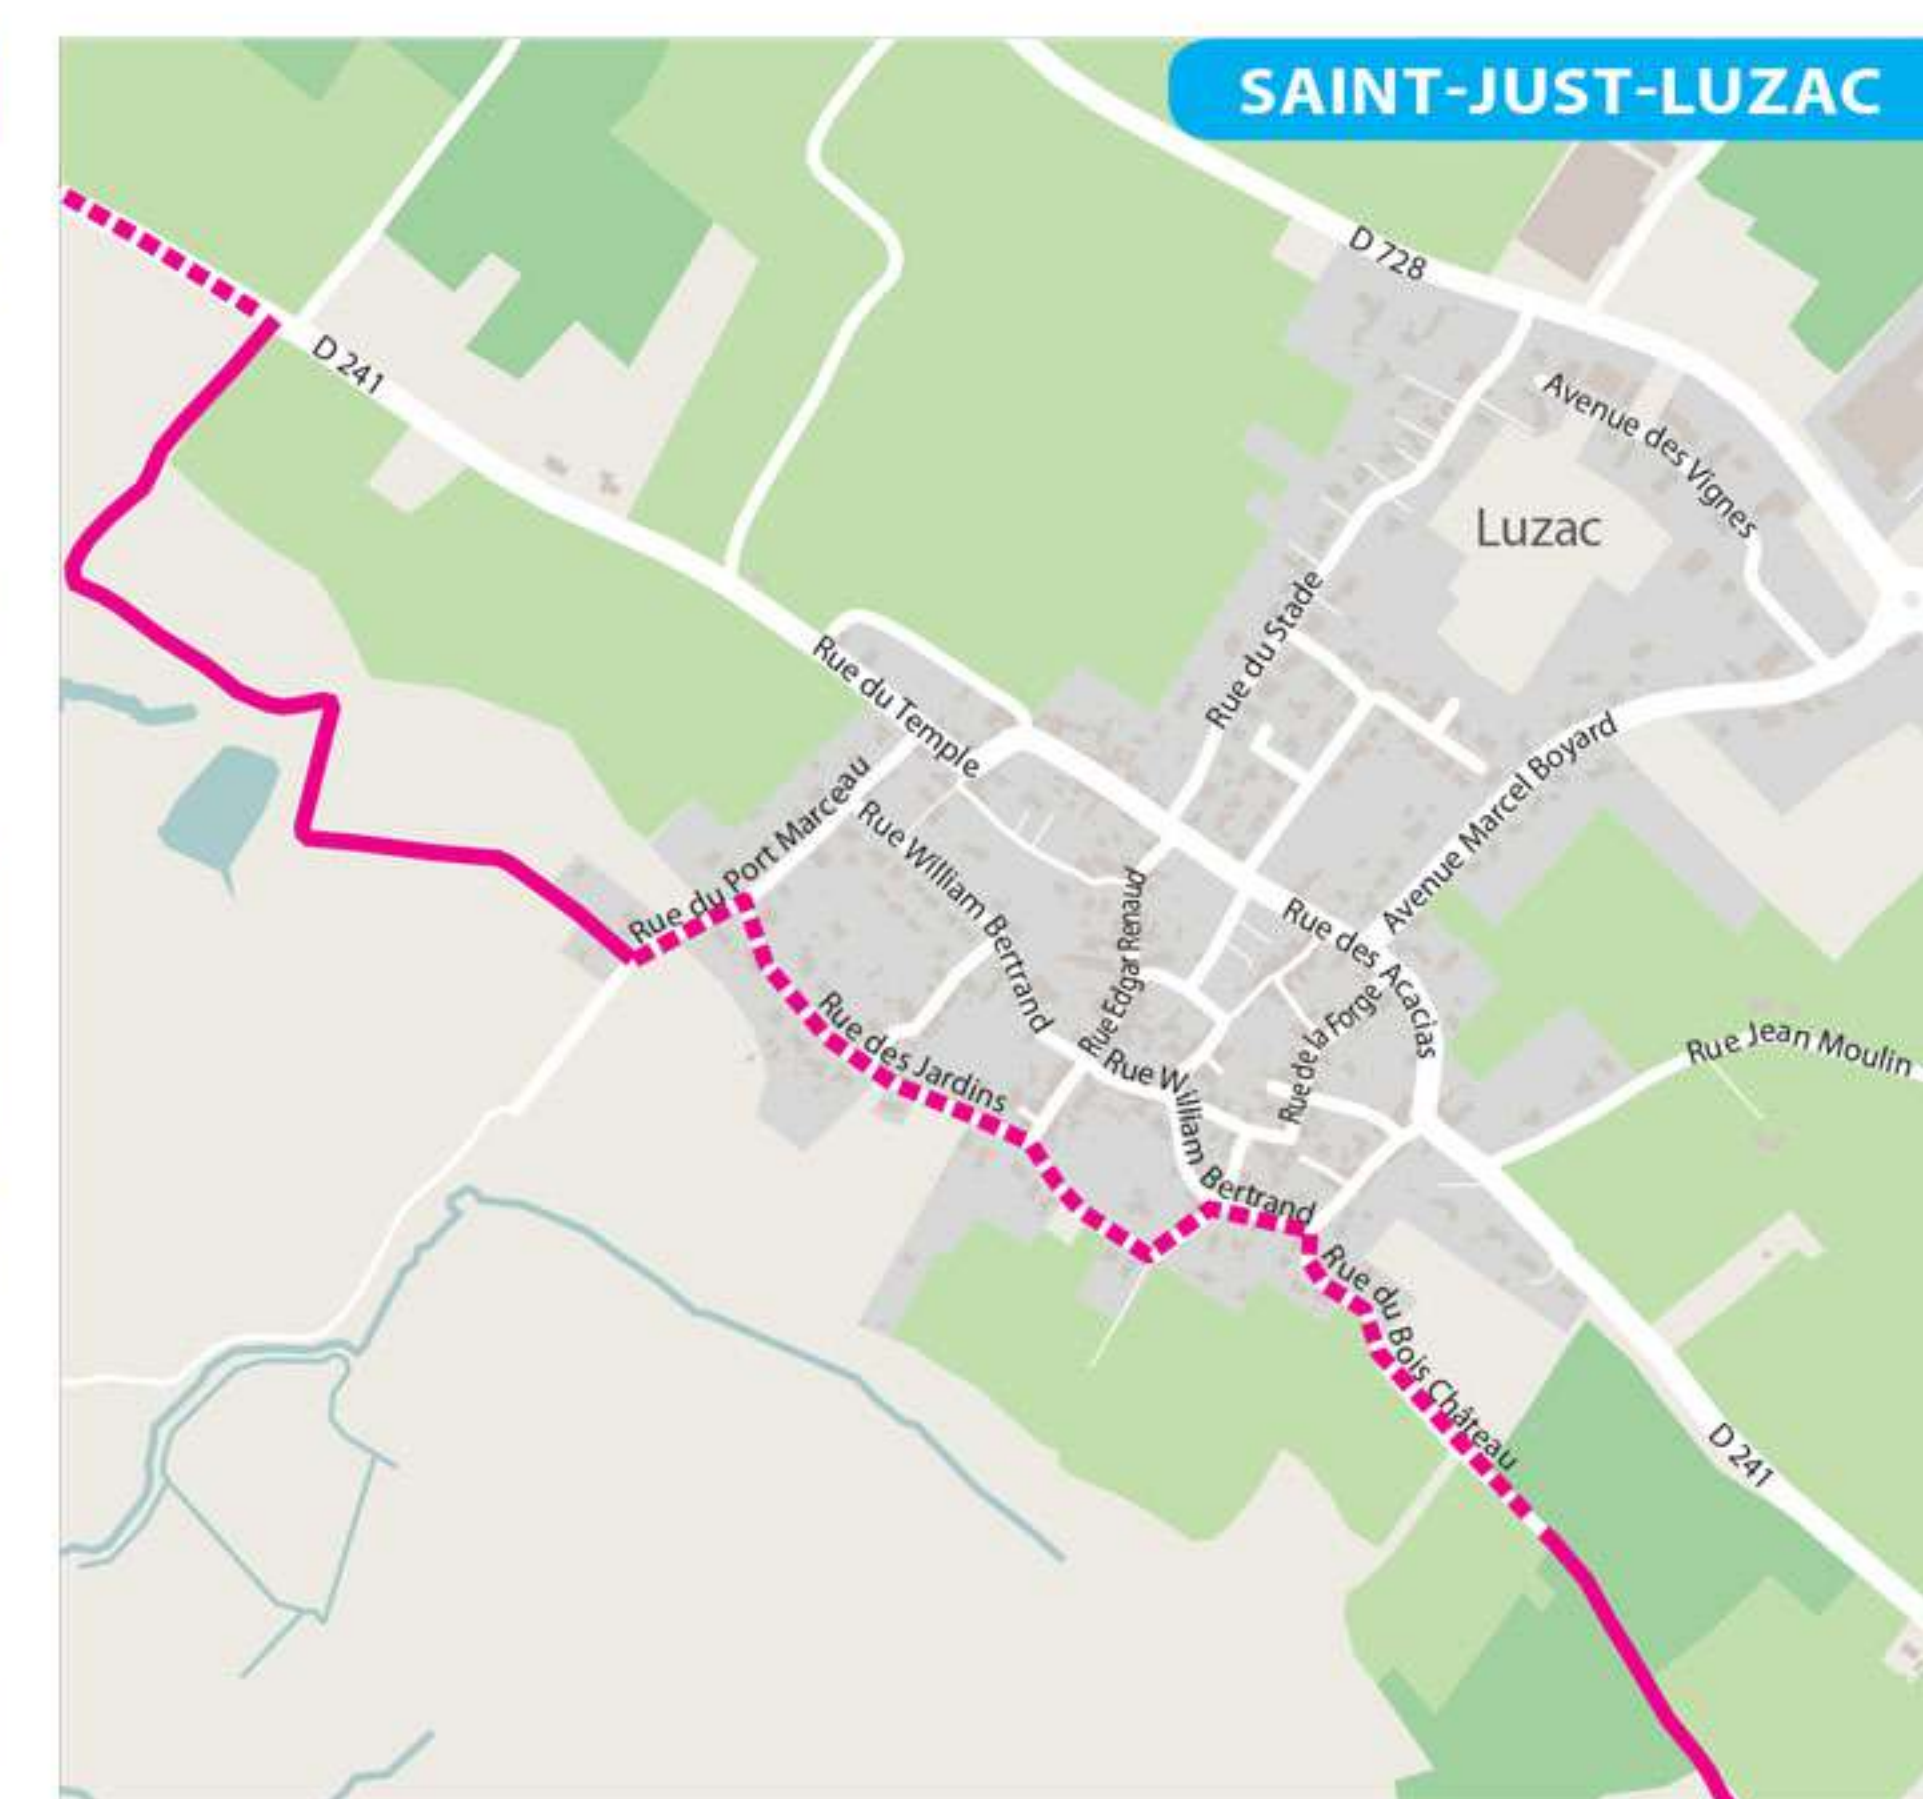 SAINT-JUST-LUZAC
D 728
D 241
Avenue des Vignes
Luzac
Rue du Stade
Rue du Temple
Avenue Marcel Boyard
Rue du Port Marceau
Rue William Bertrand
Rue Edgar Renaud
Rue des Acacias
Rue des Jardins
Rue de la Forge
Rue Jean Moulin
Rue William Bertrand
Rue du Bois Château
D 241